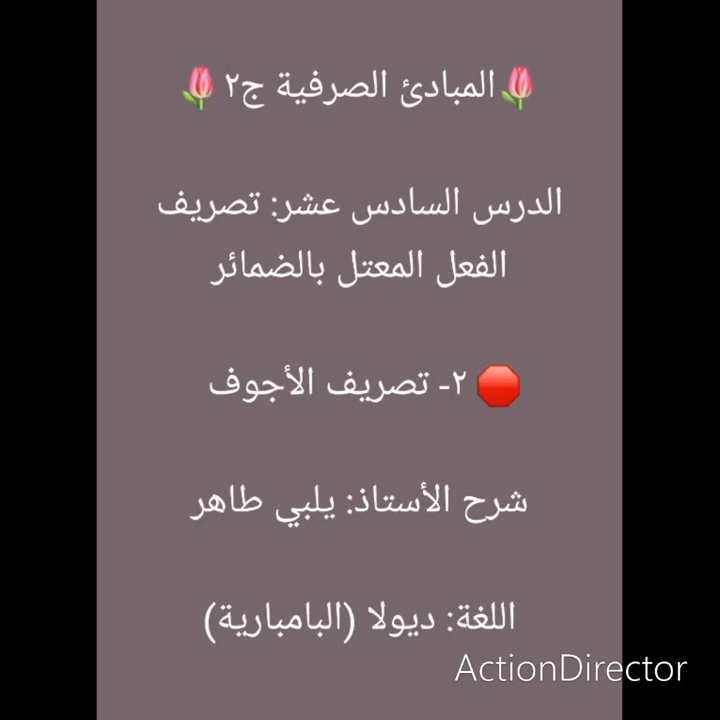 🌷المبادئ الصرفية ج٢🌷
الدرس السادس عشر: تصريف
الفعل المعتل بالضمائر
🛑 ٢- تصريف الأجوف
شرح الأستاذ: يلبي طاهر
اللغة: ديولا (البامبارية)
ActionDirector